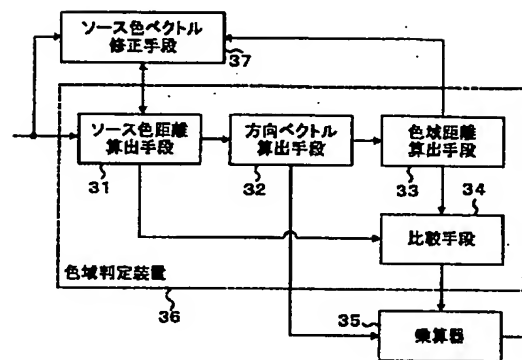 ソース色ベクトル
修正手段
37
ソース色距離
算出手段
31
方向ベクトル
算出手段
32
色域距離
算出手段
33
34
比較手段
色域判定装置
36
35
乗算器